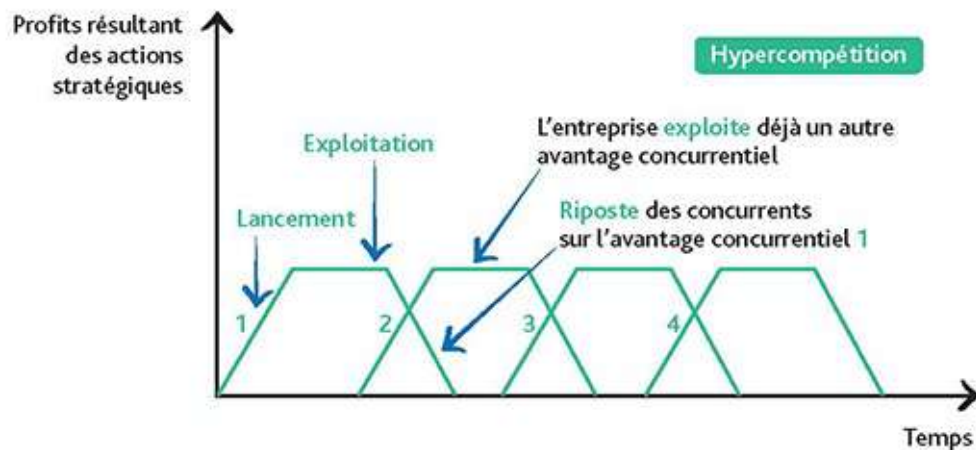 Profits résultant
des actions
stratégiques
Hypercompétition
L'entreprise exploite déjà un autre
avantage concurrentiel
Exploitation
Riposte des concurrents
sur l'avantage concurrentiel 1
Lancement
1
2
3
4
Temps